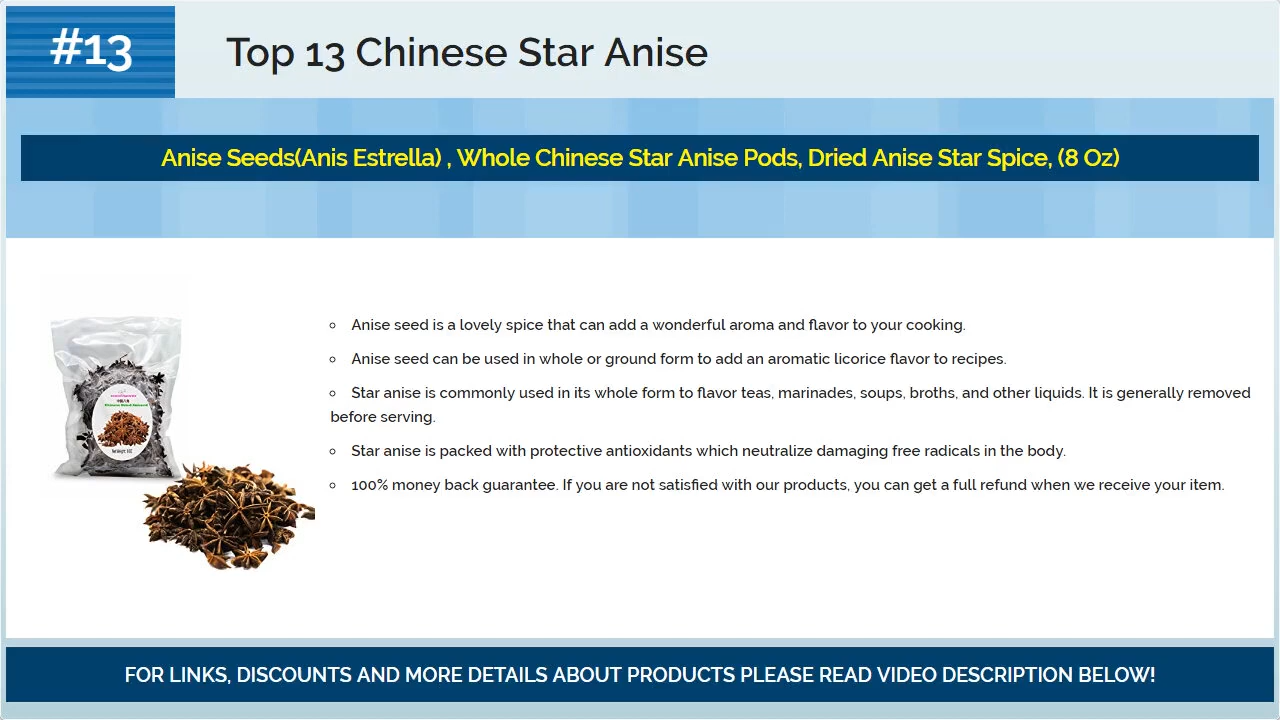 #13
Top 13 Chinese Star Anise
Anise Seeds(Anis Estrella) , Whole Chinese Star Anise Pods, Dried Anise Star Spice, (8 Oz)
Anise seed is a lovely spice that can add a wonderful aroma and flavor to your cooking.
Anise seed can be used in whole or ground form to add an aromatic licorice flavor to recipes.
Star anise is commonly used in its whole form to flavor teas, marinades, soups, broths, and other liquids. It is generally removed
before serving.
Star anise is packed with protective antioxidants which neutralize damaging free radicals in the body.
100% money back guarantee. If you are not satisfied with our products, you can get a full refund when we receive your item.
FOR LINKS, DISCOUNTS AND MORE DETAILS ABOUT PRODUCTS PLEASE READ VIDEO DESCRIPTION BELOW!